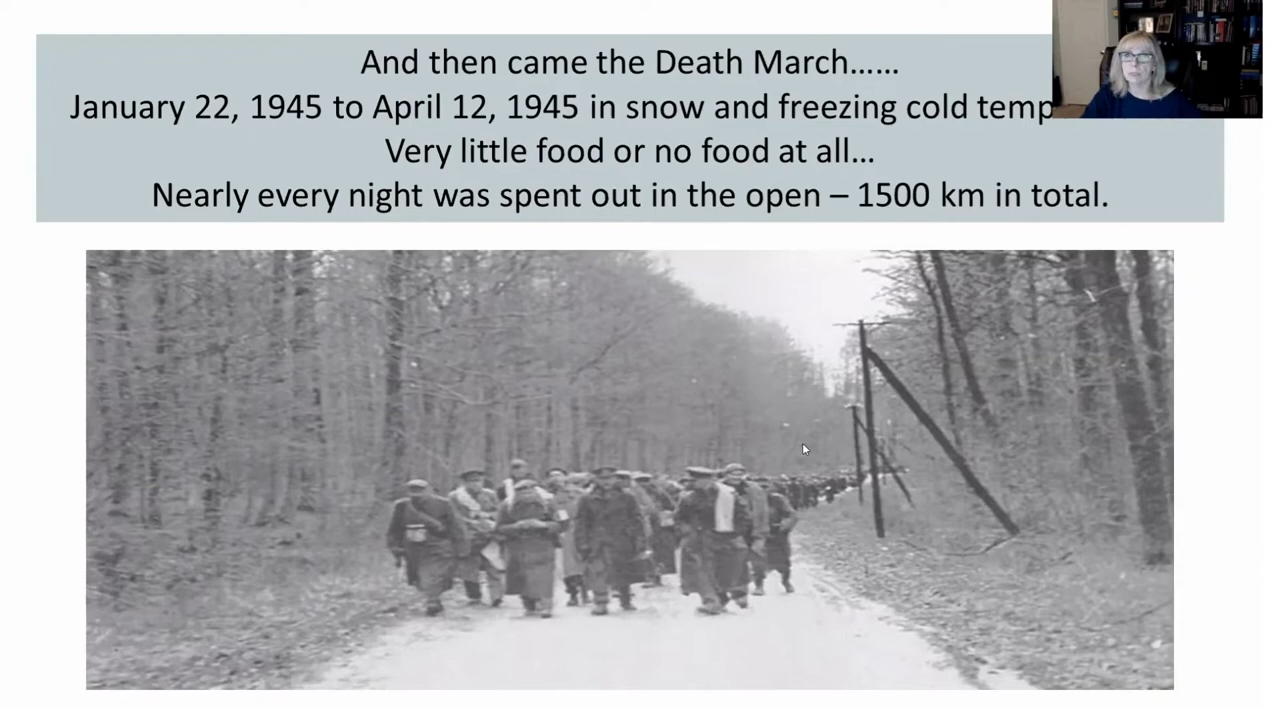 And then came the Death March……
January 22, 1945 to April 12, 1945 in snow and freezing cold temp
Very little food or no food at all…
Nearly every night was spent out in the open – 1500 km in total.